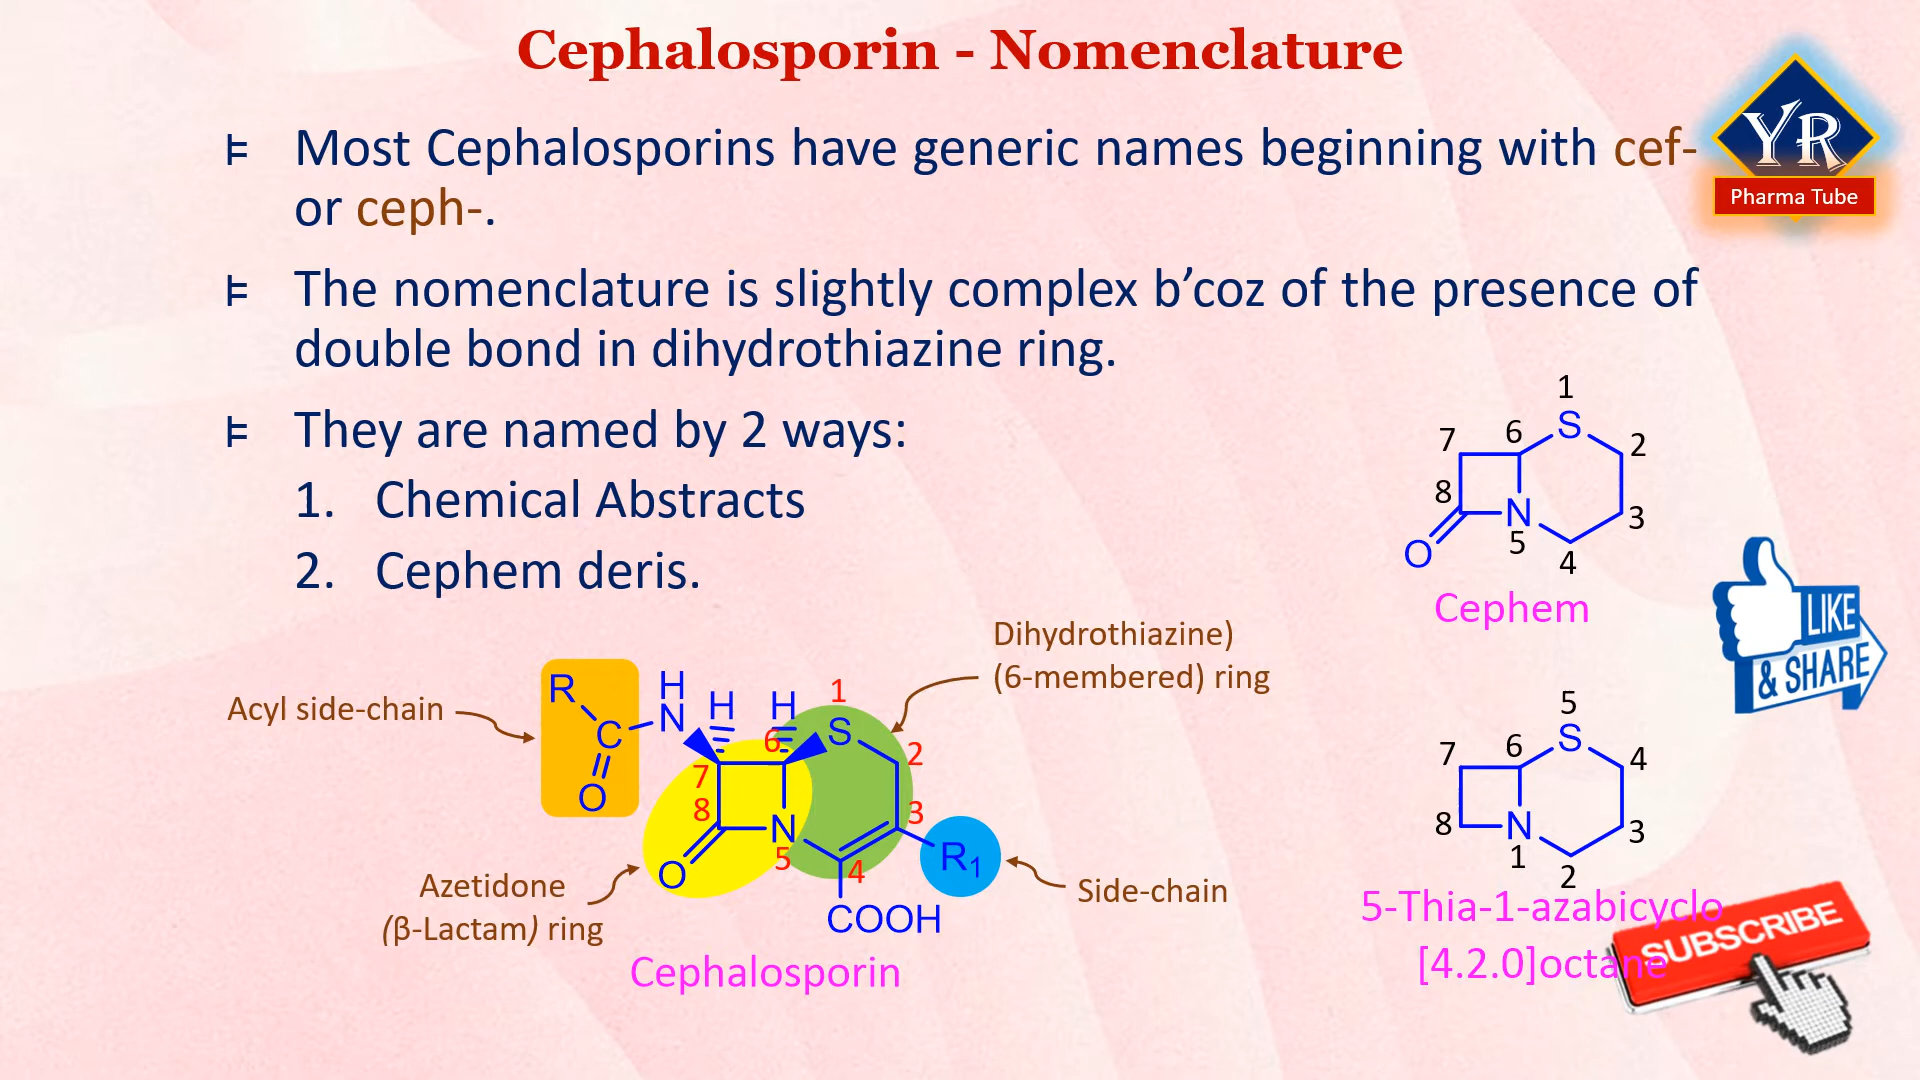 Cephalosporin - Nomenclature
YR
Pharma Tube
⊧ Most Cephalosporins have generic names beginning with cef-
or ceph-.
⊧ The nomenclature is slightly complex b’coz of the presence of
double bond in dihydrothiazine ring.
⊧ They are named by 2 ways:
1. Chemical Abstracts
2. Cephem deris.
1
S
7 6 2
8
N
O 5 4 3
Cephem
LIKE
& SHARE
Dihydrothiazine)
(6-membered) ring
Acyl side-chain
R
C
O
H
N
H H
1
S
6
2
7
8
3
N
5
4
O
R1
COOH
Azetidone
(β-Lactam) ring
Side-chain
Cephalosporin
5
S
7 6 4
8 N 3
1
2
5-Thia-1-azabicyclo
[4.2.0]octane
SUBSCRIBE